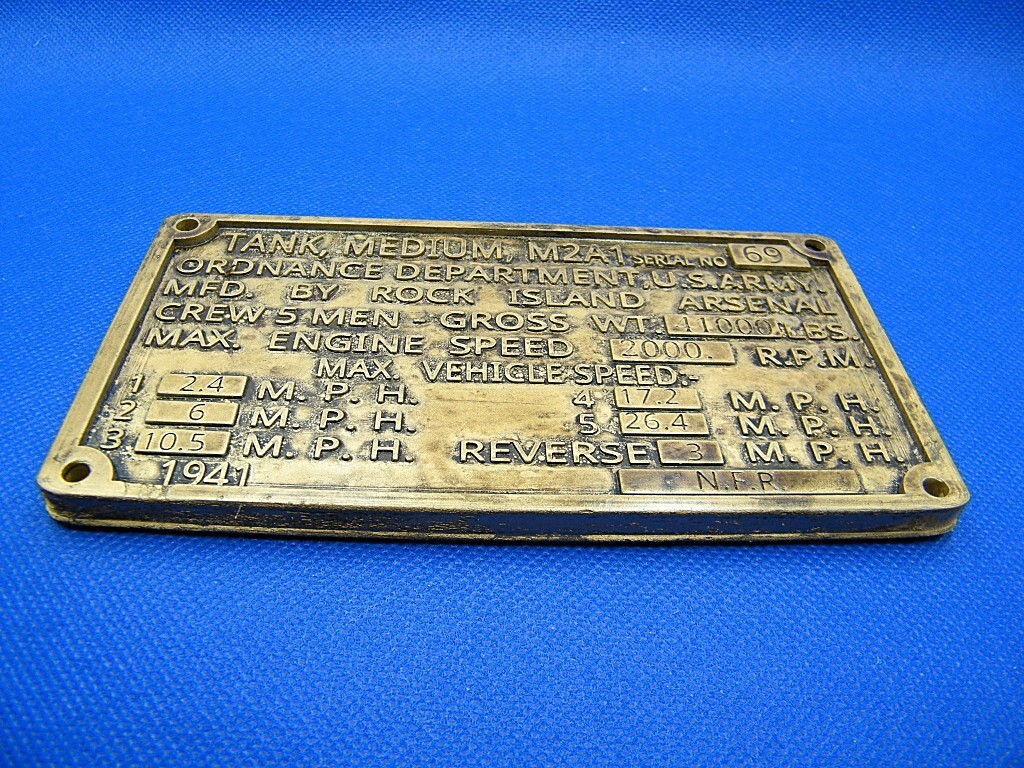 TANK, MEDIUM, M2A1 SERIAL NO 69
ORDNANCE DEPARTMENT, U.S. ARMY.
MFD. BY ROCK ISLAND ARSENAL
CREW 5 MEN - GROSS WT. 41000 LBS.
MAX. ENGINE SPEED 2000. R.P.M.
MAX. VEHICLE SPEED:-
1 2.4 M. P. H. 4 17.2 M. P. H.
2 6 M. P. H. 5 26.4 M. P. H.
3 10.5 M. P. H. REVERSE 3 M. P. H.
1941 N.F.R.